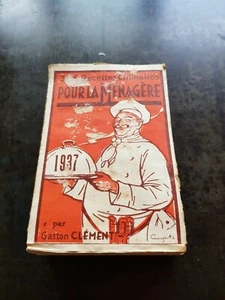 Recettes Culinaires
POUR LA MÉNAGÈRE
1937
par
Gaston CLÉMENT